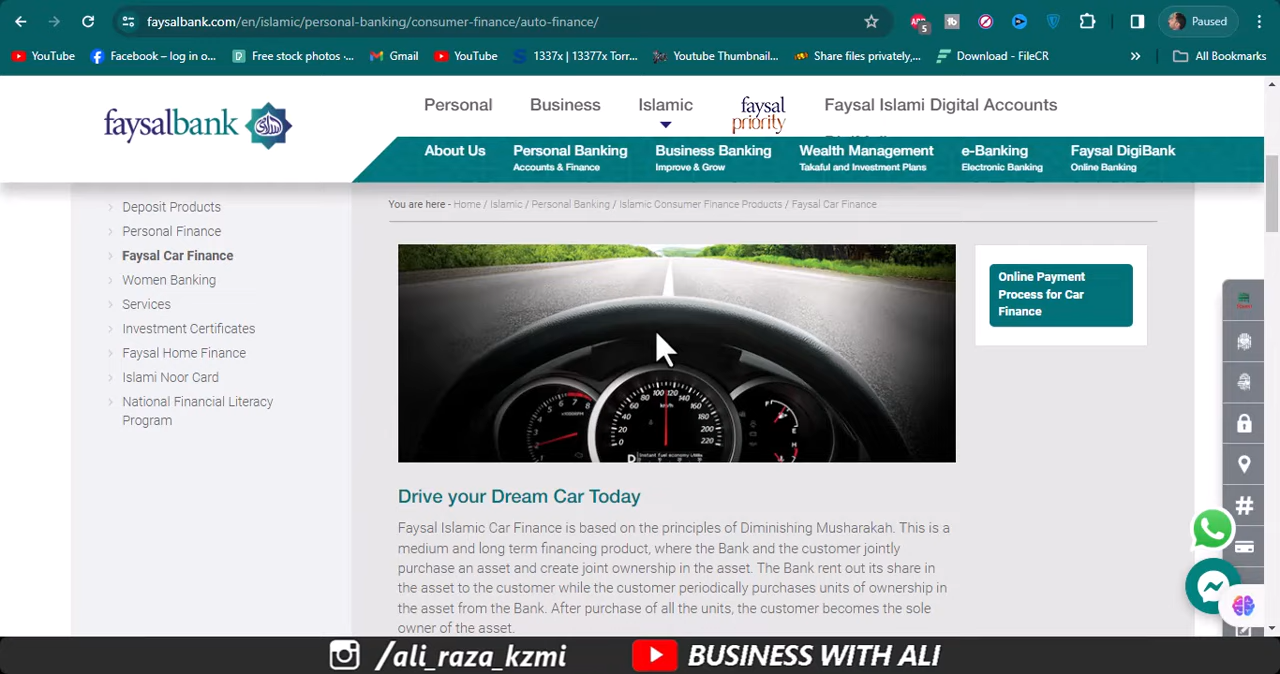 faysalbank.com/en/islamic/personal-banking/consumer-finance/auto-finance/
5
Paused
YouTube
Facebook – log in o...
Free stock photos -...
Gmail
YouTube
1337x | 13377x Torr...
Youtube Thumbnail...
Share files privately,...
Download - FileCR
»
All Bookmarks
faysalbank
Personal
Business
Islamic
faysal
priority
Faysal Islami Digital Accounts
About Us
Personal Banking
Accounts & Finance
Business Banking
Improve & Grow
Wealth Management
Takaful and Investment Plans
e-Banking
Electronic Banking
Faysal DigiBank
Online Banking
Deposit Products
Personal Finance
Faysal Car Finance
Women Banking
Services
Investment Certificates
Faysal Home Finance
Islami Noor Card
National Financial Literacy
Program
You are here - Home / Islamic / Personal Banking / Islamic Consumer Finance Products / Faysal Car Finance
Online Payment
Process for Car
Finance
Drive your Dream Car Today
Faysal Islamic Car Finance is based on the principles of Diminishing Musharakah. This is a
medium and long term financing product, where the Bank and the customer jointly
purchase an asset and create joint ownership in the asset. The Bank rent out its share in
the asset to the customer while the customer periodically purchases units of ownership in
the asset from the Bank. After purchase of all the units, the customer becomes the sole
owner of the asset.
/ali_raza_kzmi
BUSINESS WITH ALI